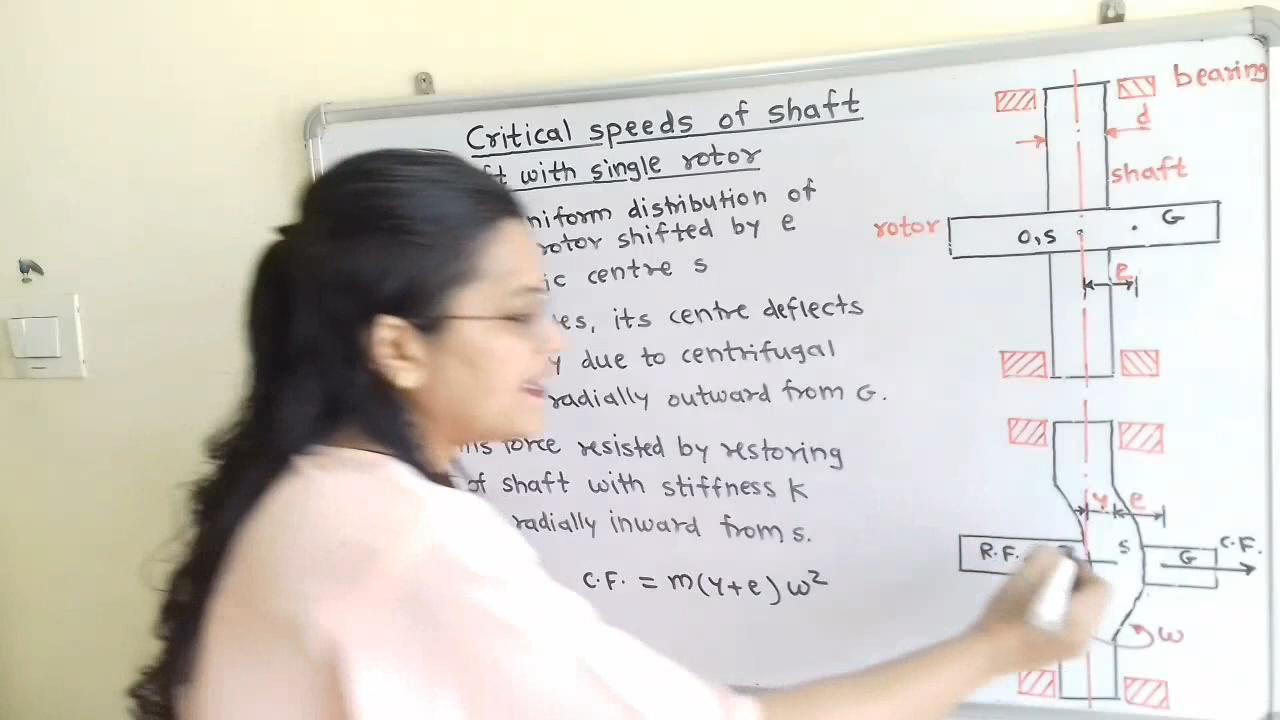 Critical speeds of shaft
ft with single rotor
niform distribution of
rotor shifted by e
ic centre s
es, its centre deflects
y due to centrifugal
radially outward from G.
his force resisted by restoring
of shaft with stiffness k
radially inward from s.
C.F. = m(y+e)ω²
bearing
d
shaft
rotor
O,S
G
e
y e
R.F.
S
G
C.F.
ω